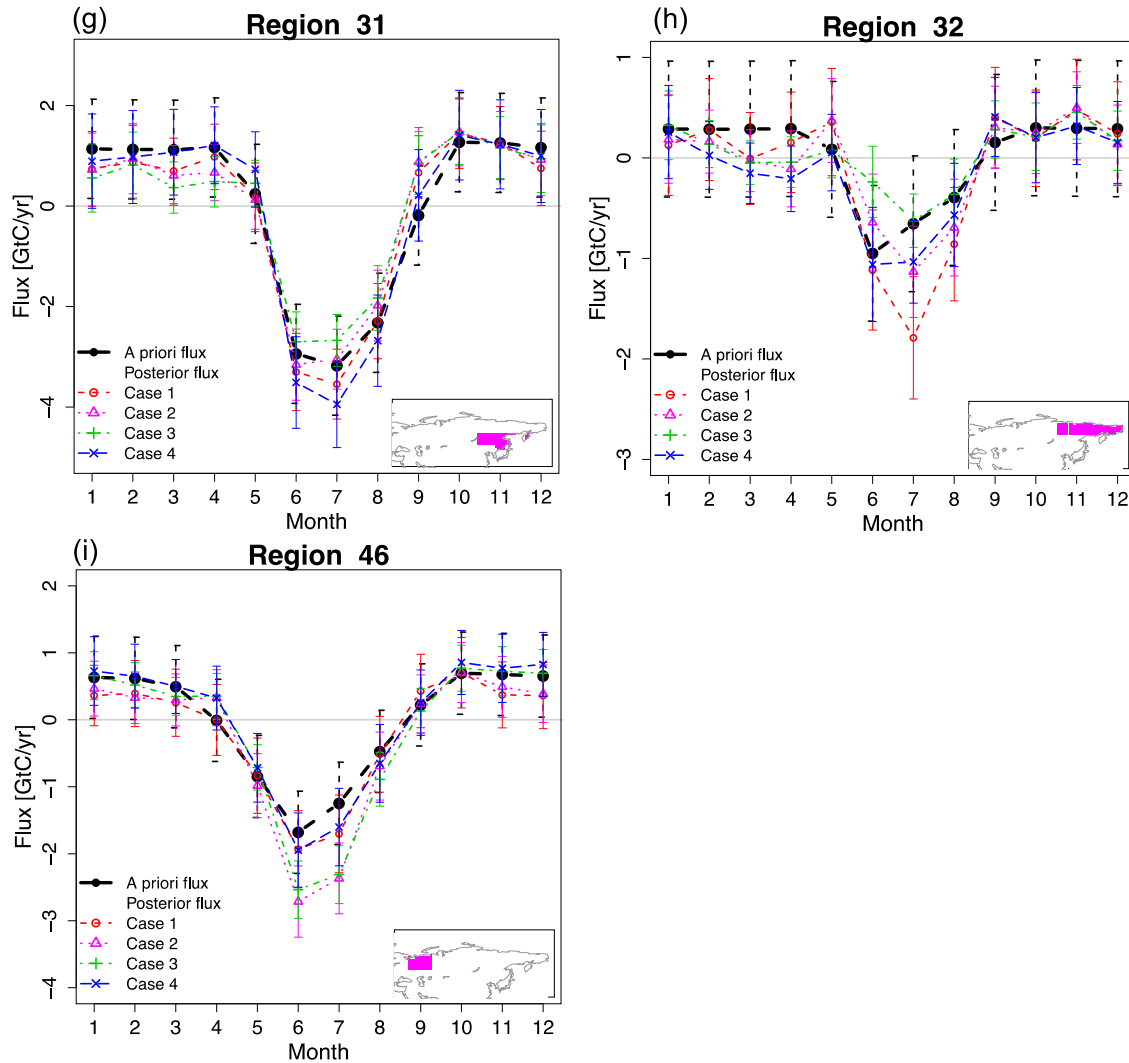 (g) Region 31
Flux [GtC/yr]
2
0
−2
−4
A priori flux
Posterior flux
Case 1
Case 2
Case 3
Case 4
1 2 3 4 5 6 7 8 9 10 11 12
Month
(h) Region 32
Flux [GtC/yr]
1
0
−1
−2
−3
A priori flux
Posterior flux
Case 1
Case 2
Case 3
Case 4
1 2 3 4 5 6 7 8 9 10 11 12
Month
(i) Region 46
Flux [GtC/yr]
2
1
0
−1
−2
−3
−4
A priori flux
Posterior flux
Case 1
Case 2
Case 3
Case 4
1 2 3 4 5 6 7 8 9 10 11 12
Month